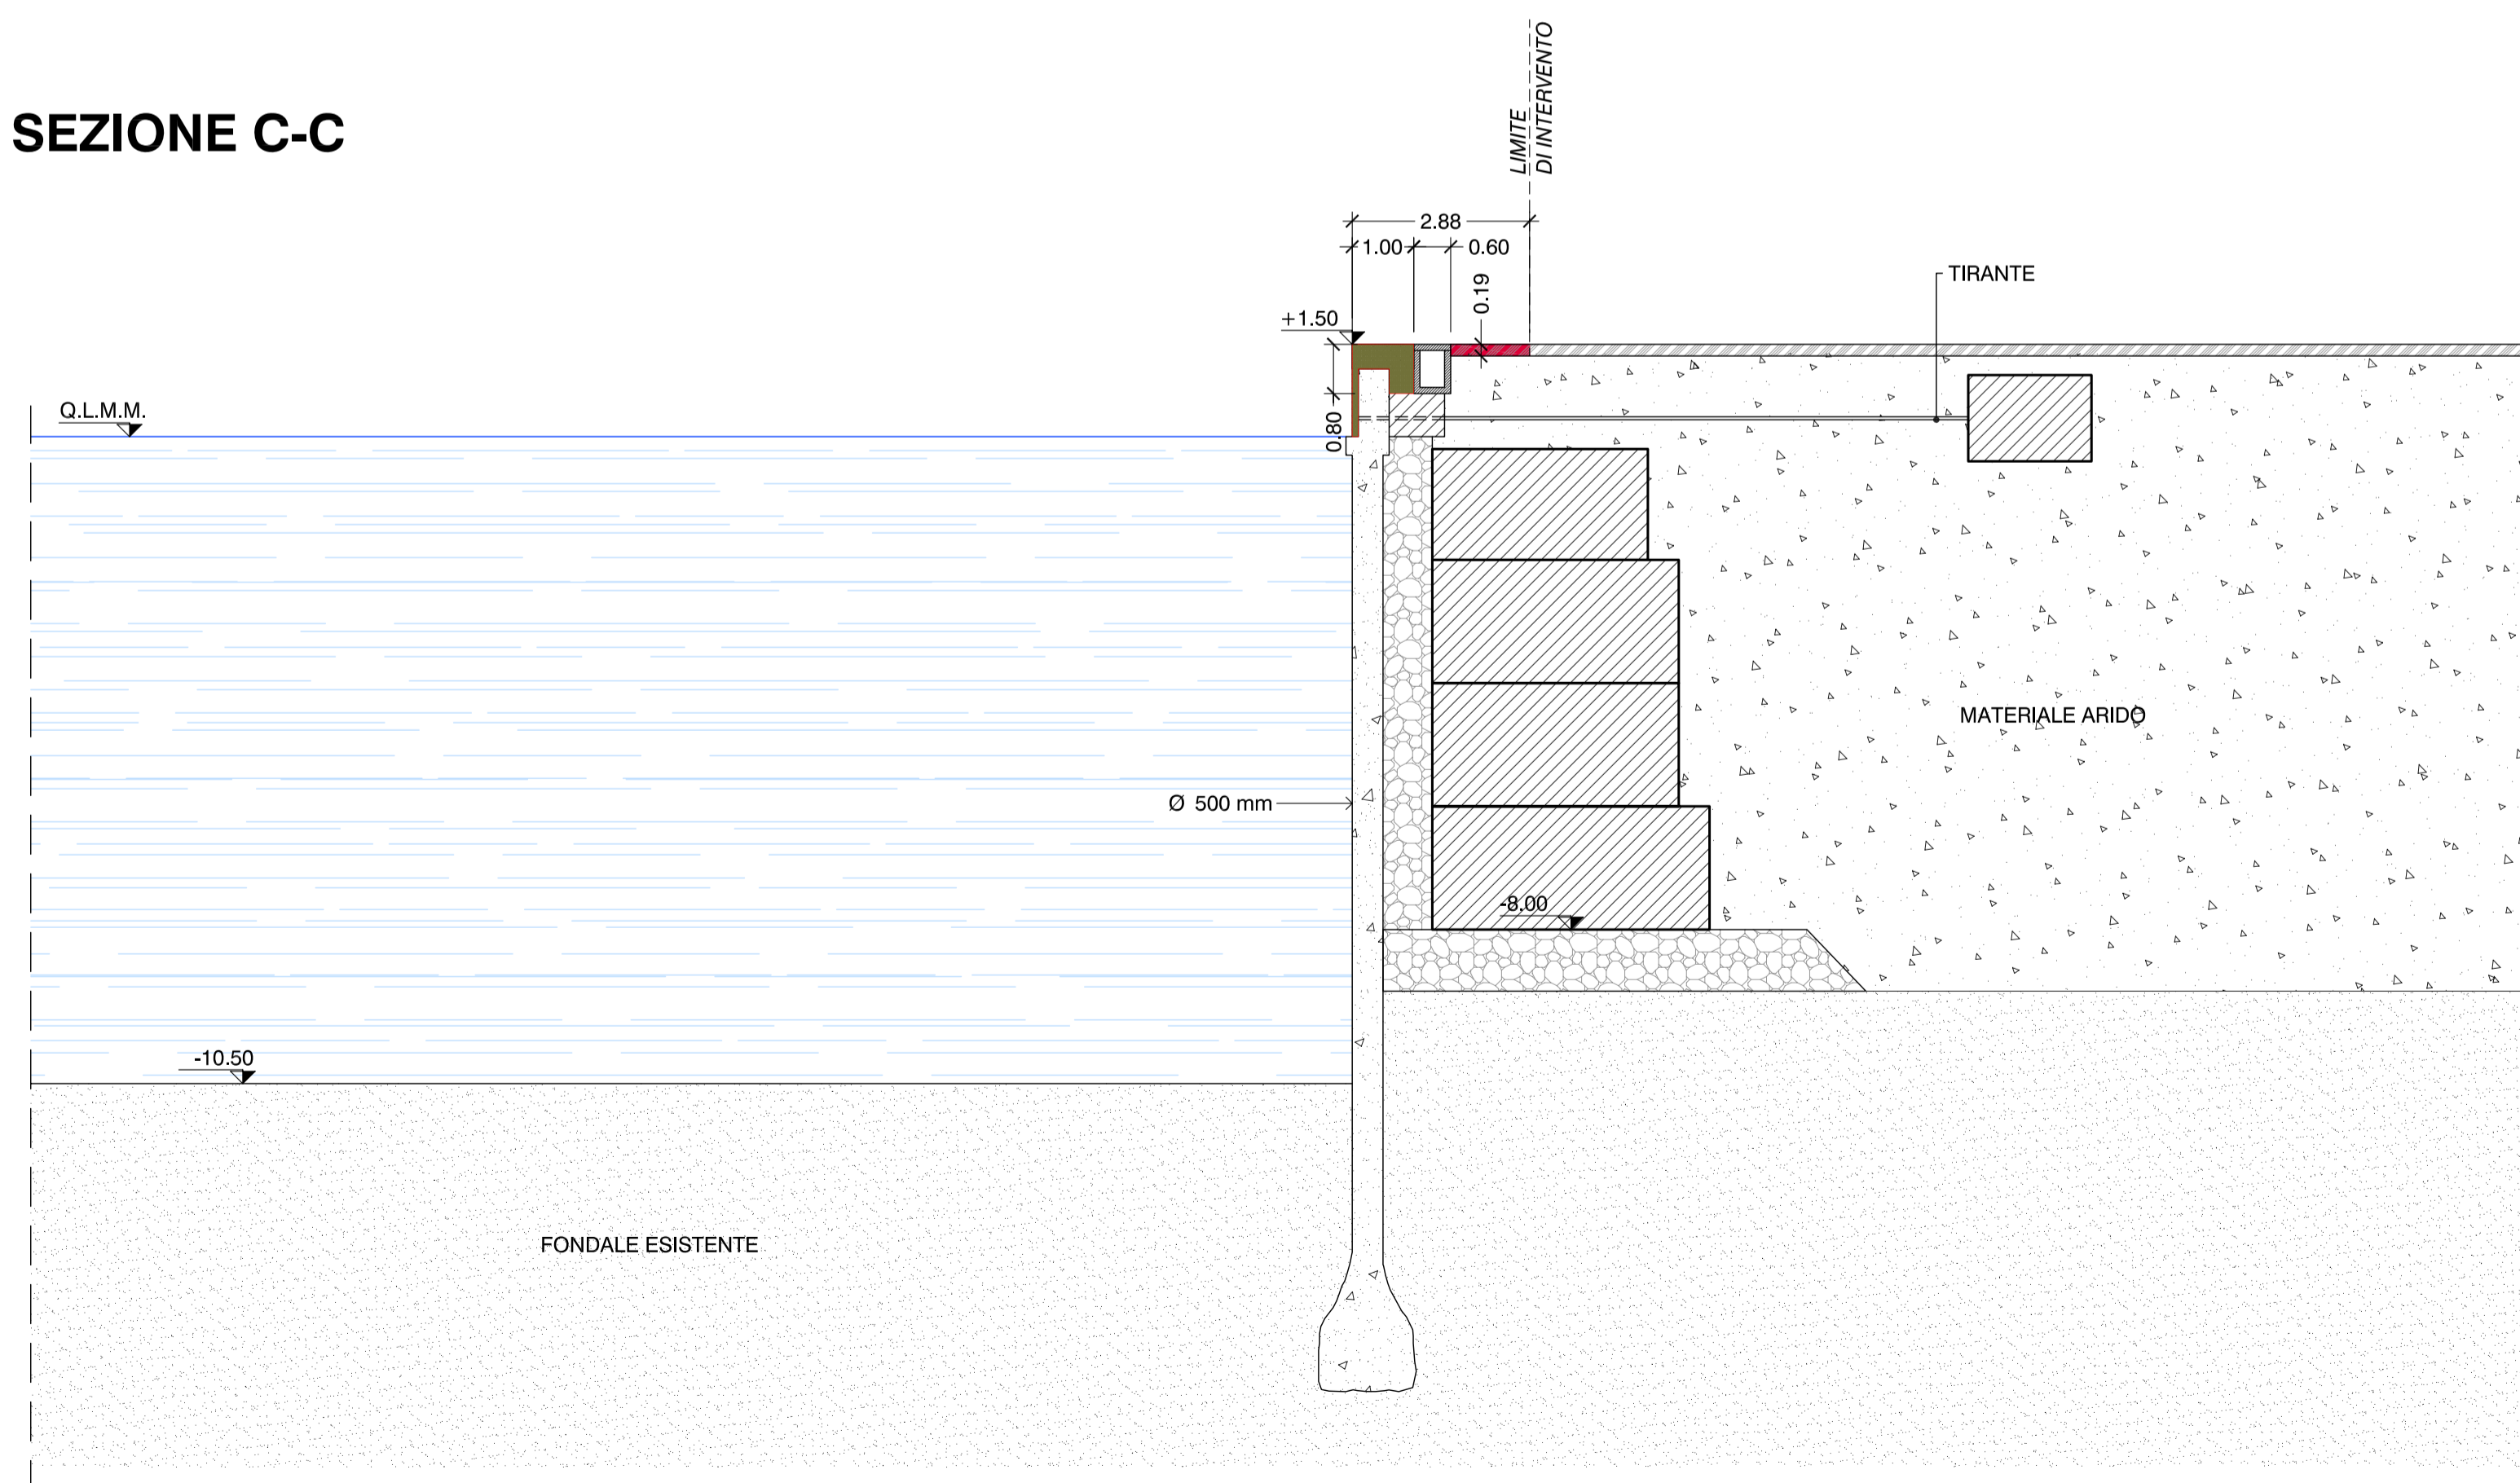 LIMITE
DI INTERVENTO
SEZIONE C-C
2.88
1.00
0.60
0.19
TIRANTE
+1.50
Q.L.M.M.
0.80
MATERIALE ARIDO
Ø 500 mm
-8.00
-10.50
FONDALE ESISTENTE